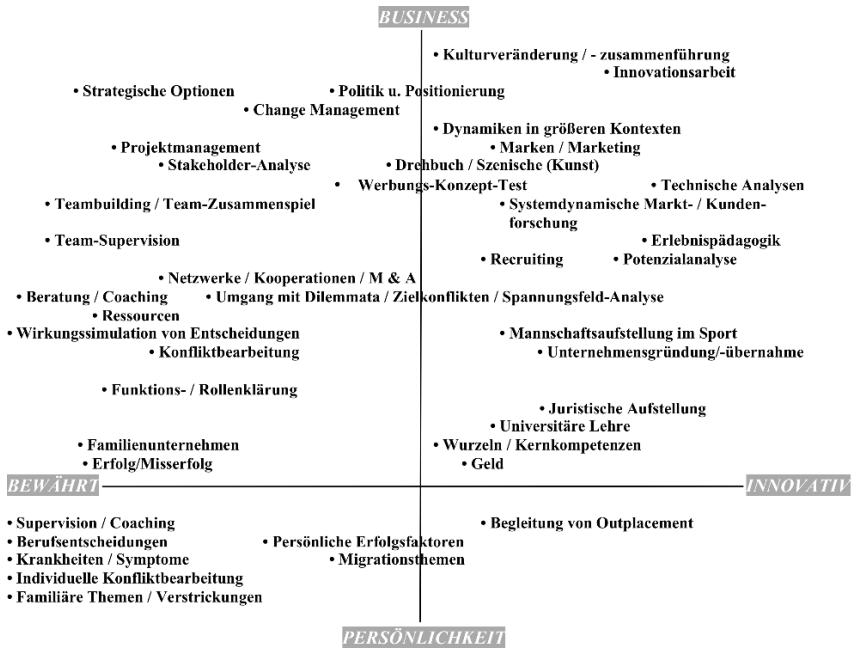 BUSINESS
• Kulturveränderung / - zusammenführung
• Innovationsarbeit
• Strategische Optionen
• Politik u. Positionierung
• Change Management
• Dynamiken in größeren Kontexten
• Projektmanagement
• Marken / Marketing
• Stakeholder-Analyse
• Drehbuch / Szenische (Kunst)
• Werbungs-Konzept-Test
• Technische Analysen
• Teambuilding / Team-Zusammenspiel
• Systemdynamische Markt- / Kunden-
forschung
• Team-Supervision
• Erlebnispädagogik
• Recruiting
• Potenzialanalyse
• Netzwerke / Kooperationen / M & A
• Beratung / Coaching
• Umgang mit Dilemmata / Zielkonflikten / Spannungsfeld-Analyse
• Ressourcen
• Wirkungssimulation von Entscheidungen
• Mannschaftsaufstellung im Sport
• Konfliktbearbeitung
• Unternehmensgründung/-übernahme
• Funktions- / Rollenklärung
• Juristische Aufstellung
• Universitäre Lehre
• Familienunternehmen
• Wurzeln / Kernkompetenzen
• Erfolg/Misserfolg
• Geld
BEWÄHRT
INNOVATIV
• Supervision / Coaching
• Begleitung von Outplacement
• Berufsentscheidungen
• Persönliche Erfolgsfaktoren
• Krankheiten / Symptome
• Migrationsthemen
• Individuelle Konfliktbearbeitung
• Familiäre Themen / Verstrickungen
PERSÖNLICHKEIT